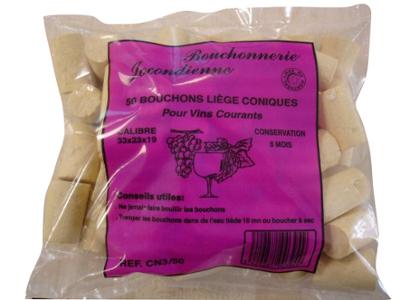 Bouchonnerie
Jocondienne
50 BOUCHONS LIÈGE CONIQUES
Pour Vins Courants
CALIBRE
33x23x19
CONSERVATION
6 MOIS
Conseils utiles:
Ne jamais faire bouillir les bouchons
Tremper les bouchons dans de l'eau tiède 10 mn ou boucher à sec
REF. CN3/50